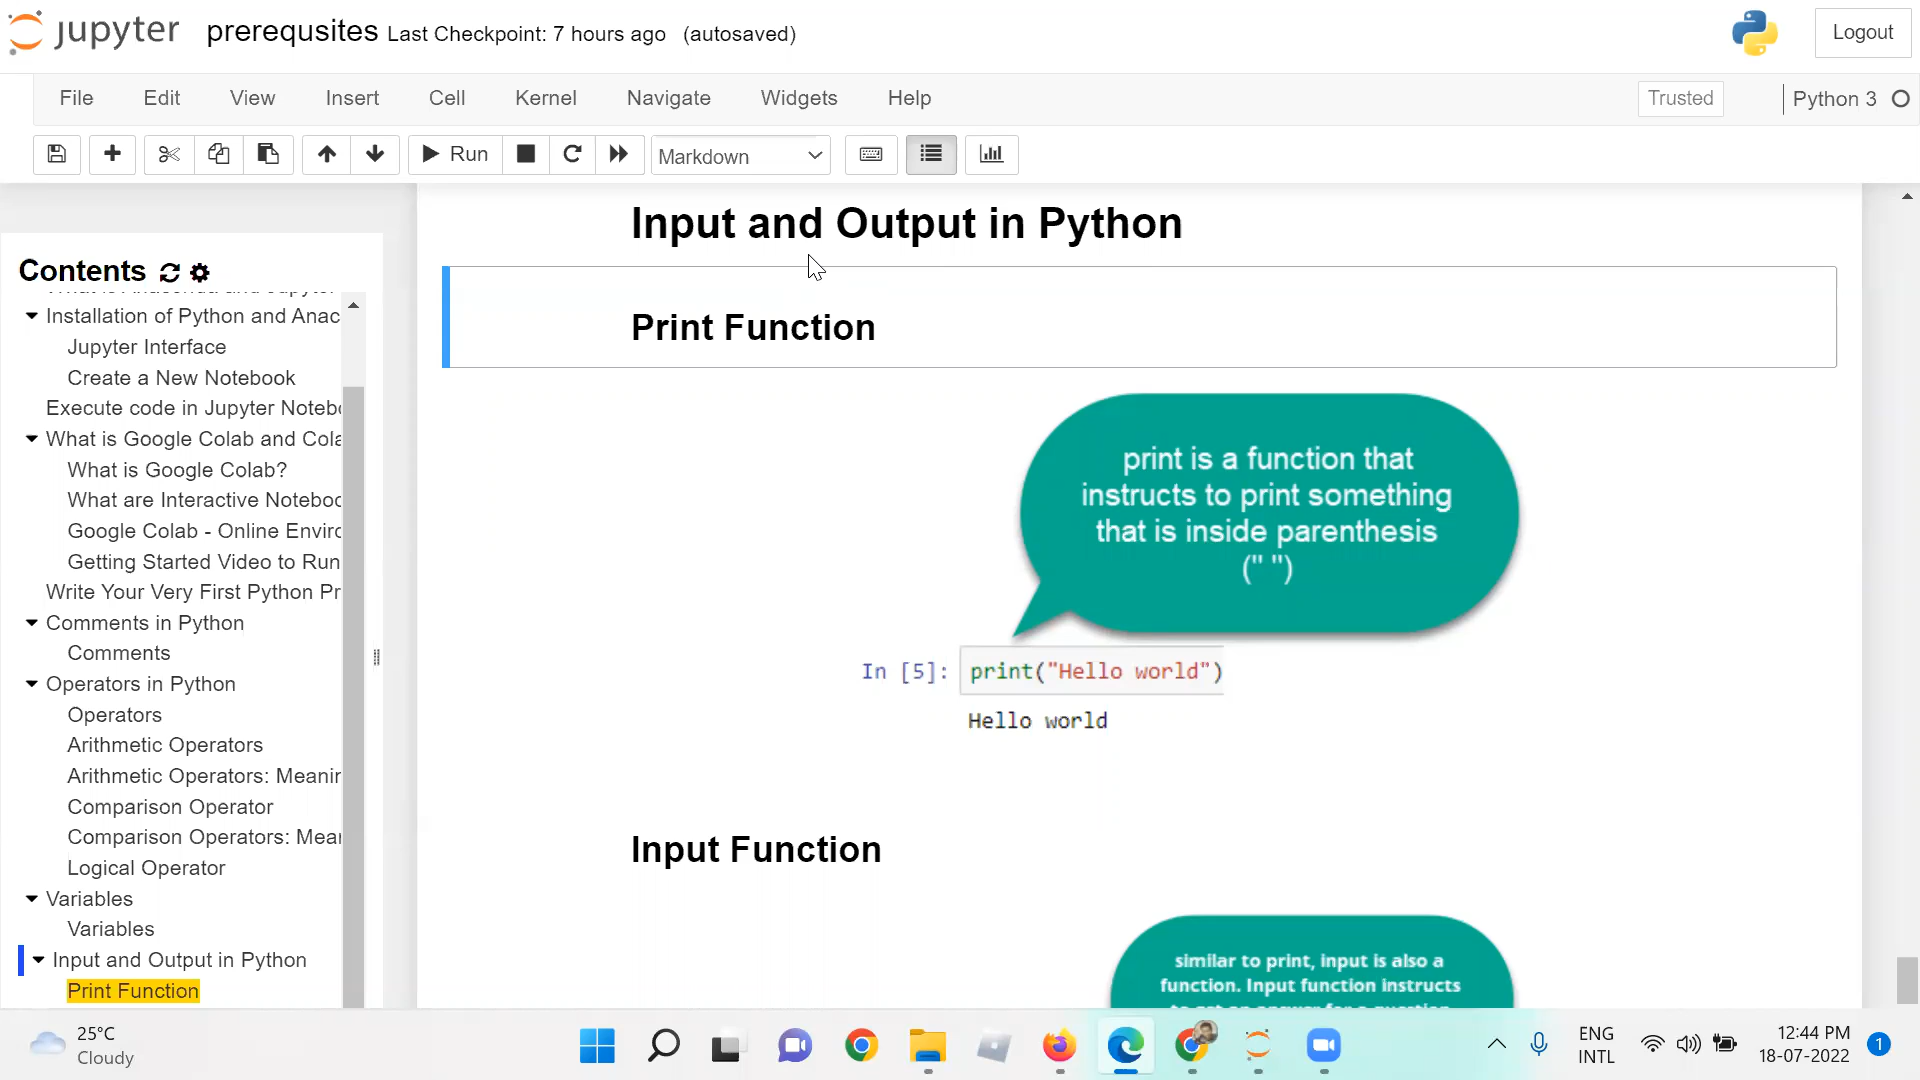 jupyter prerequsites Last Checkpoint: 7 hours ago (autosaved)
Logout
File Edit View Insert Cell Kernel Navigate Widgets Help
Trusted
Python 3
Run
Markdown
Contents
Installation of Python and Anac
Jupyter Interface
Create a New Notebook
Execute code in Jupyter Notebo
What is Google Colab and Cola
What is Google Colab?
What are Interactive Noteboo
Google Colab - Online Enviro
Getting Started Video to Run
Write Your Very First Python Pr
Comments in Python
Comments
Operators in Python
Operators
Arithmetic Operators
Arithmetic Operators: Meanin
Comparison Operator
Comparison Operators: Mea
Logical Operator
Variables
Variables
Input and Output in Python
Print Function
Input and Output in Python
Print Function
print is a function that
instructs to print something
that is inside parenthesis
(" ")
In [5]: print("Hello world")
Hello world
Input Function
similar to print, input is also a
function. Input function instructs
25°C
Cloudy
ENG
INTL
12:44 PM
18-07-2022
1